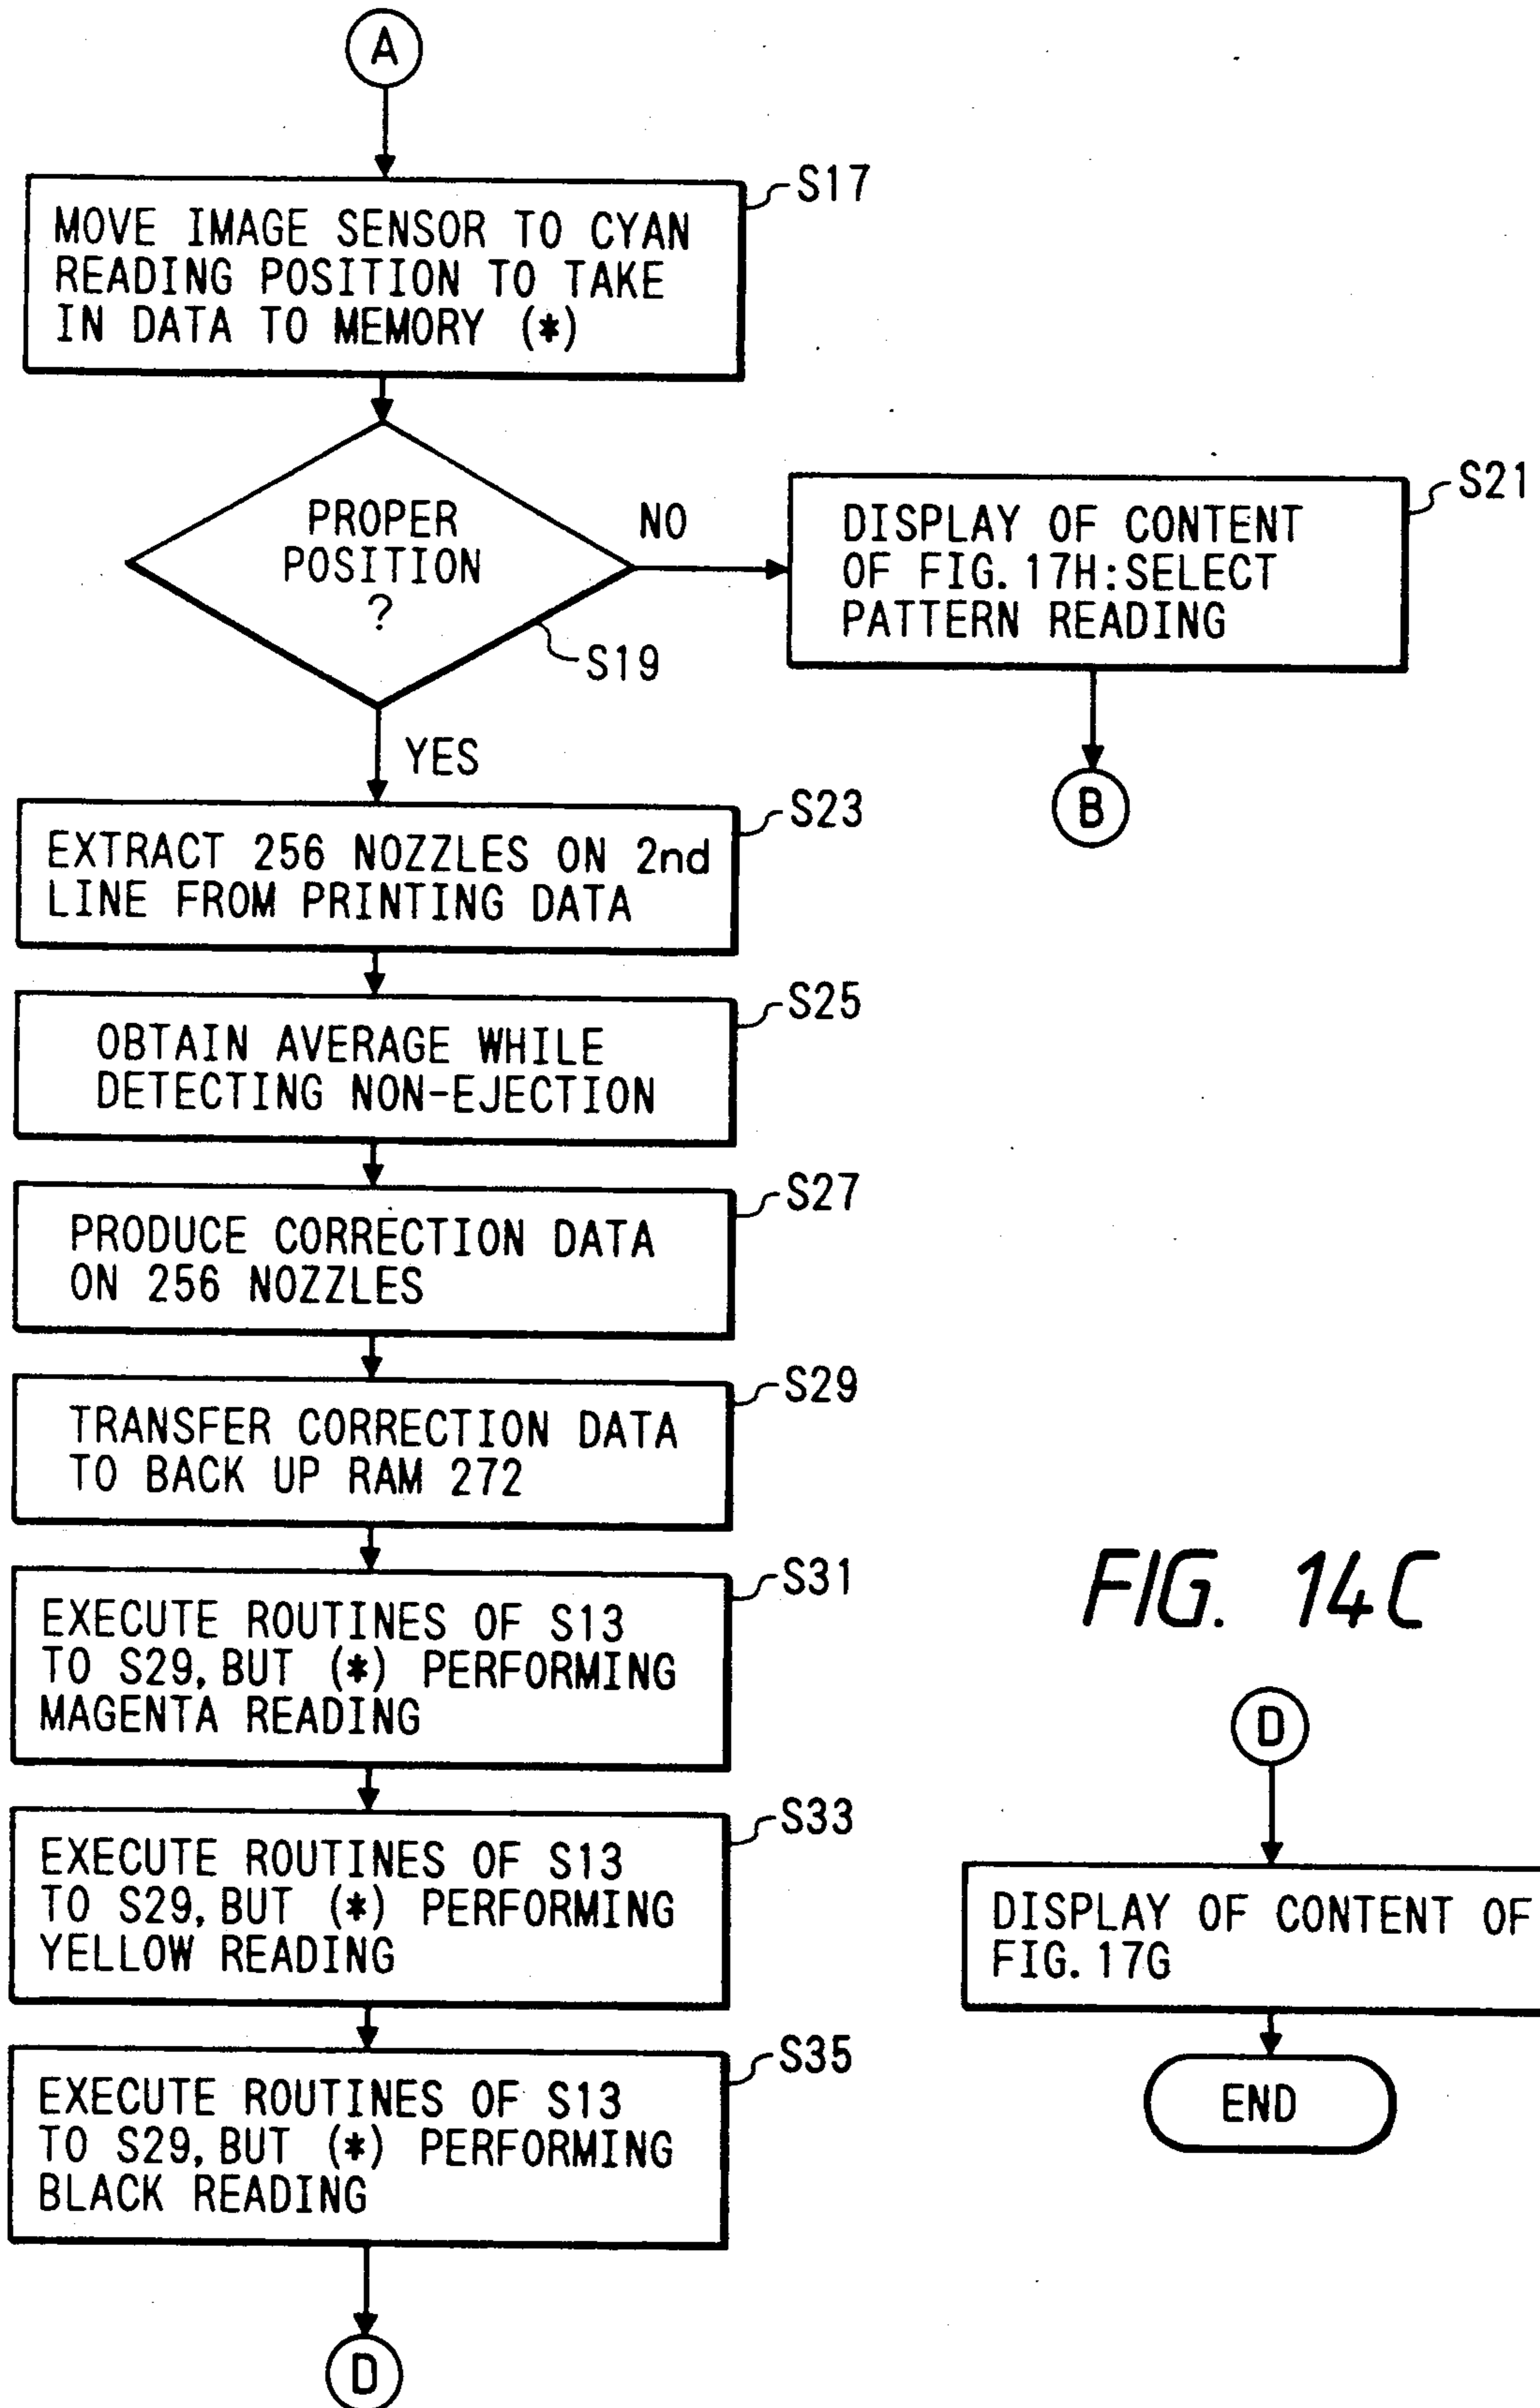 A
S17
MOVE IMAGE SENSOR TO CYAN
READING POSITION TO TAKE
IN DATA TO MEMORY (*)
PROPER
POSITION
?
S19
NO
S21
DISPLAY OF CONTENT
OF FIG. 17H:SELECT
PATTERN READING
B
YES
S23
EXTRACT 256 NOZZLES ON 2nd
LINE FROM PRINTING DATA
S25
OBTAIN AVERAGE WHILE
DETECTING NON-EJECTION
S27
PRODUCE CORRECTION DATA
ON 256 NOZZLES
S29
TRANSFER CORRECTION DATA
TO BACK UP RAM 272
S31
EXECUTE ROUTINES OF S13
TO S29, BUT (*) PERFORMING
MAGENTA READING
S33
EXECUTE ROUTINES OF S13
TO S29, BUT (*) PERFORMING
YELLOW READING
S35
EXECUTE ROUTINES OF S13
TO S29, BUT (*) PERFORMING
BLACK READING
D
FIG. 14C
D
DISPLAY OF CONTENT OF
FIG. 17G
END